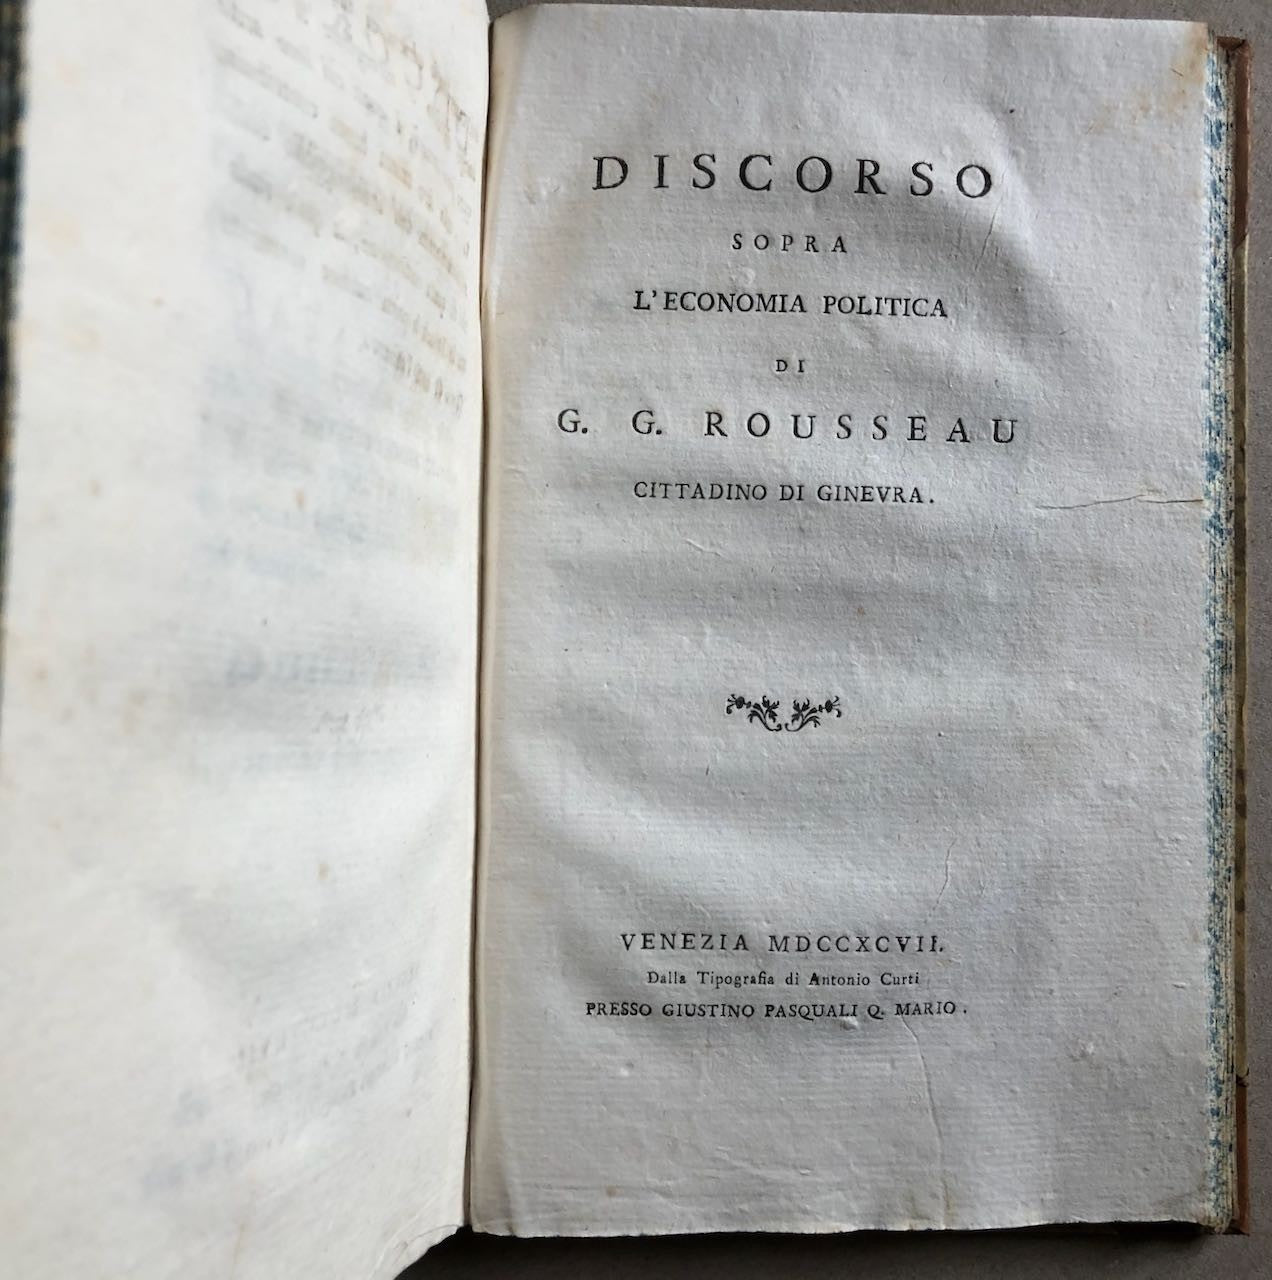 DISCORSO
SOPRA
L'ECONOMIA POLITICA
DI
G. G. ROUSSEAU
CITTADINO DI GINEVRA.
VENEZIA MDCCXCVII.
Dalla Tipografia di Antonio Curti
PRESSO GIUSTINO PASQUALI Q. MARIO.